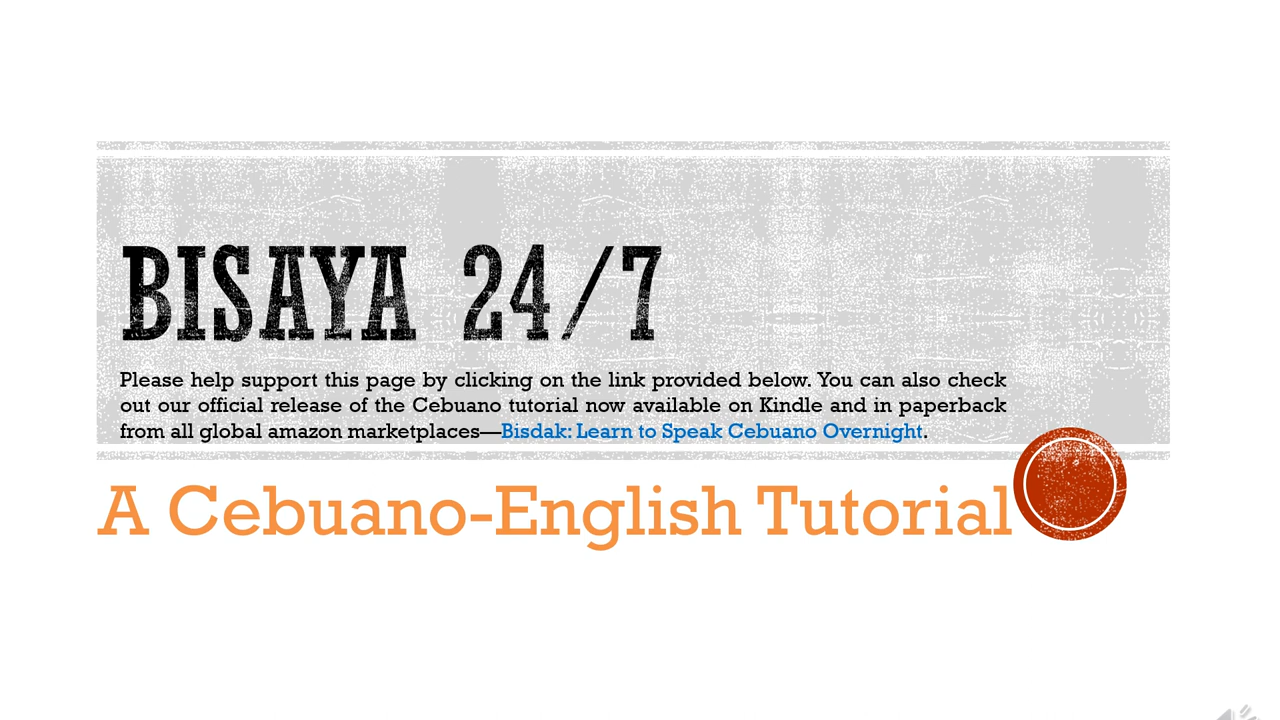 BISAYA 24/7
Please help support this page by clicking on the link provided below. You can also check
out our official release of the Cebuano tutorial now available on Kindle and in paperback
from all global amazon marketplaces—Bisdak: Learn to Speak Cebuano Overnight.
A Cebuano-English Tutorial